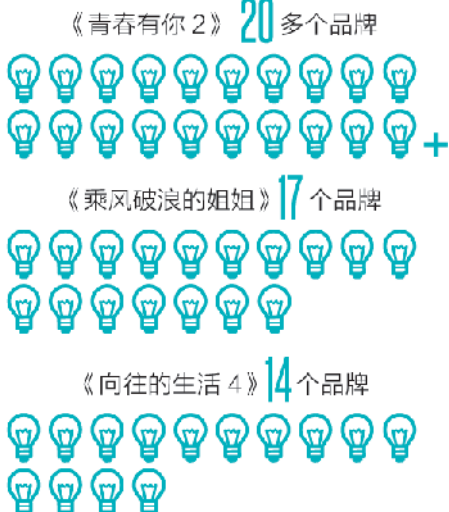 《青春有你 2》 20 多个品牌
+
《乘风破浪的姐姐》17 个品牌
《向往的生活 4》14 个品牌